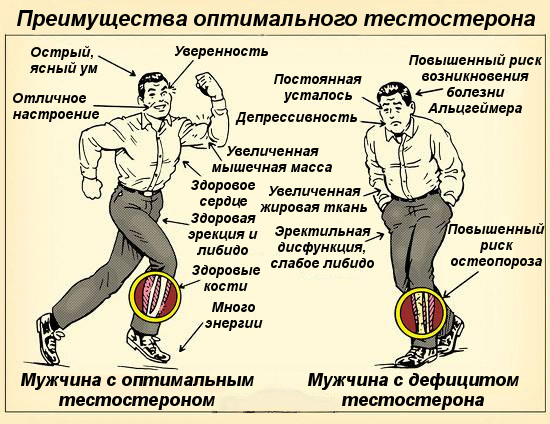 Преимущества оптимального тестостерона
Острый,
ясный ум
Уверенность
Отличное
настроение
Увеличенная
мышечная масса
Здоровое
сердце
Здоровая
эрекция и
либидо
Здоровые
кости
Много
энергии
Мужчина с оптимальным
тестостероном
Постоянная
усталось
Депрессивность
Повышенный риск
возникновения
болезни
Альцгеймера
Увеличенная
жировая ткань
Эректильная
дисфункция,
слабое либидо
Повышенный
риск
остеопороза
Мужчина с дефицитом
тестостерона